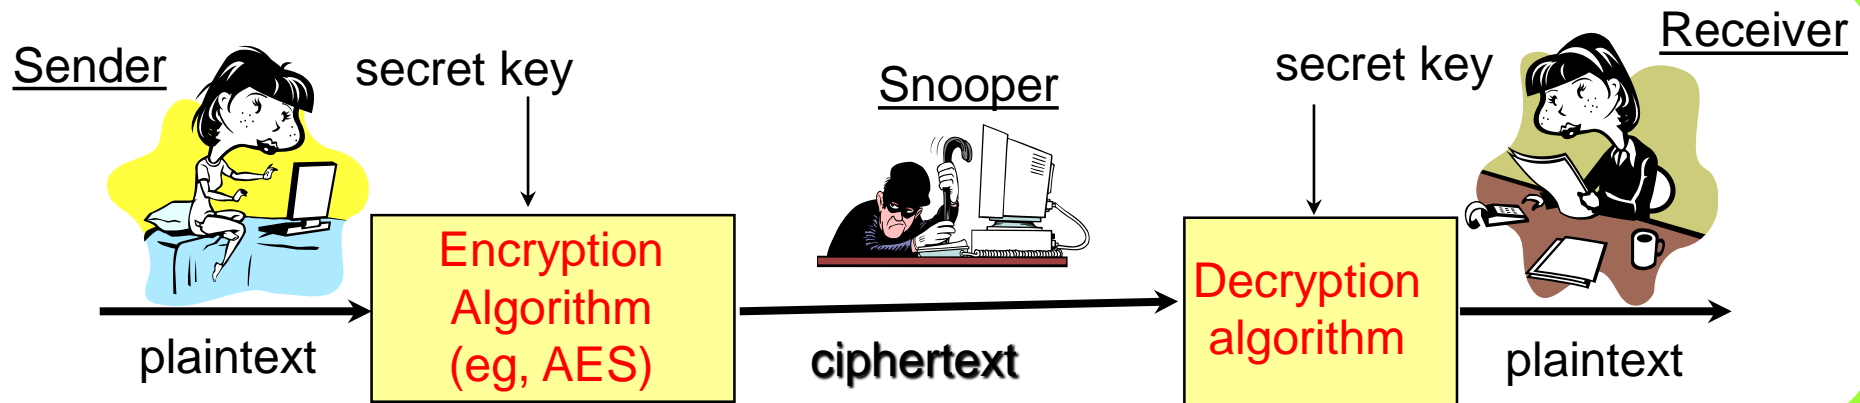 Sender
secret key
Snooper
secret key
Receiver
Encryption
Algorithm
(eg, AES)
Decryption
algorithm
plaintext
ciphertext
plaintext